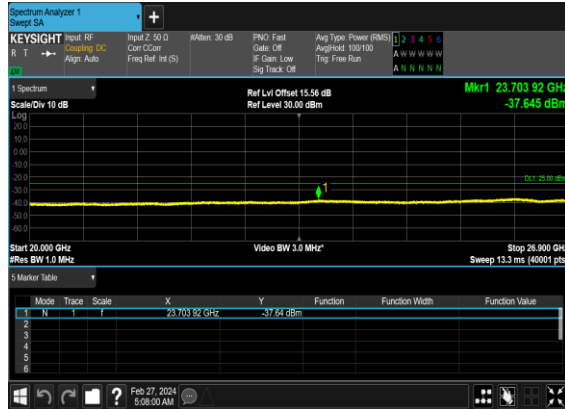 Spectrum Analyzer 1
Swept SA
+
KEYSIGHT Input: RF Input Z: 50 Ω #Atten: 30 dB PNO: Fast Avg Type: Power (RMS) 1 2 3 4 5 6
R T Coupling: DC Corr CCorr Gate: Off Avg|Hold: 100/100 A W W W W W
Align: Auto Freq Ref: Int (S) IF Gain: Low Trig: Free Run
Sig Track: Off A N N N N N
1 Spectrum Ref Lvl Offset 15.56 dB Mkr1 23.703 92 GHz
Scale/Div 10 dB Ref Level 30.00 dBm -37.645 dBm
Log
20.0
10.0
0.00
-10.0
-20.0
DL1 -25.00 dBm
-30.0
1
-40.0
-50.0
-60.0
Start 20.000 GHz Video BW 3.0 MHz* Stop 26.900 GHz
#Res BW 1.0 MHz Sweep 13.3 ms (40001 pts)
5 Marker Table
Mode Trace Scale X Y Function Function Width Function Value
1 N 1 f 23.703 92 GHz -37.64 dBm
2
3
4
5
6
? Feb 27, 2024
5:08:00 AM